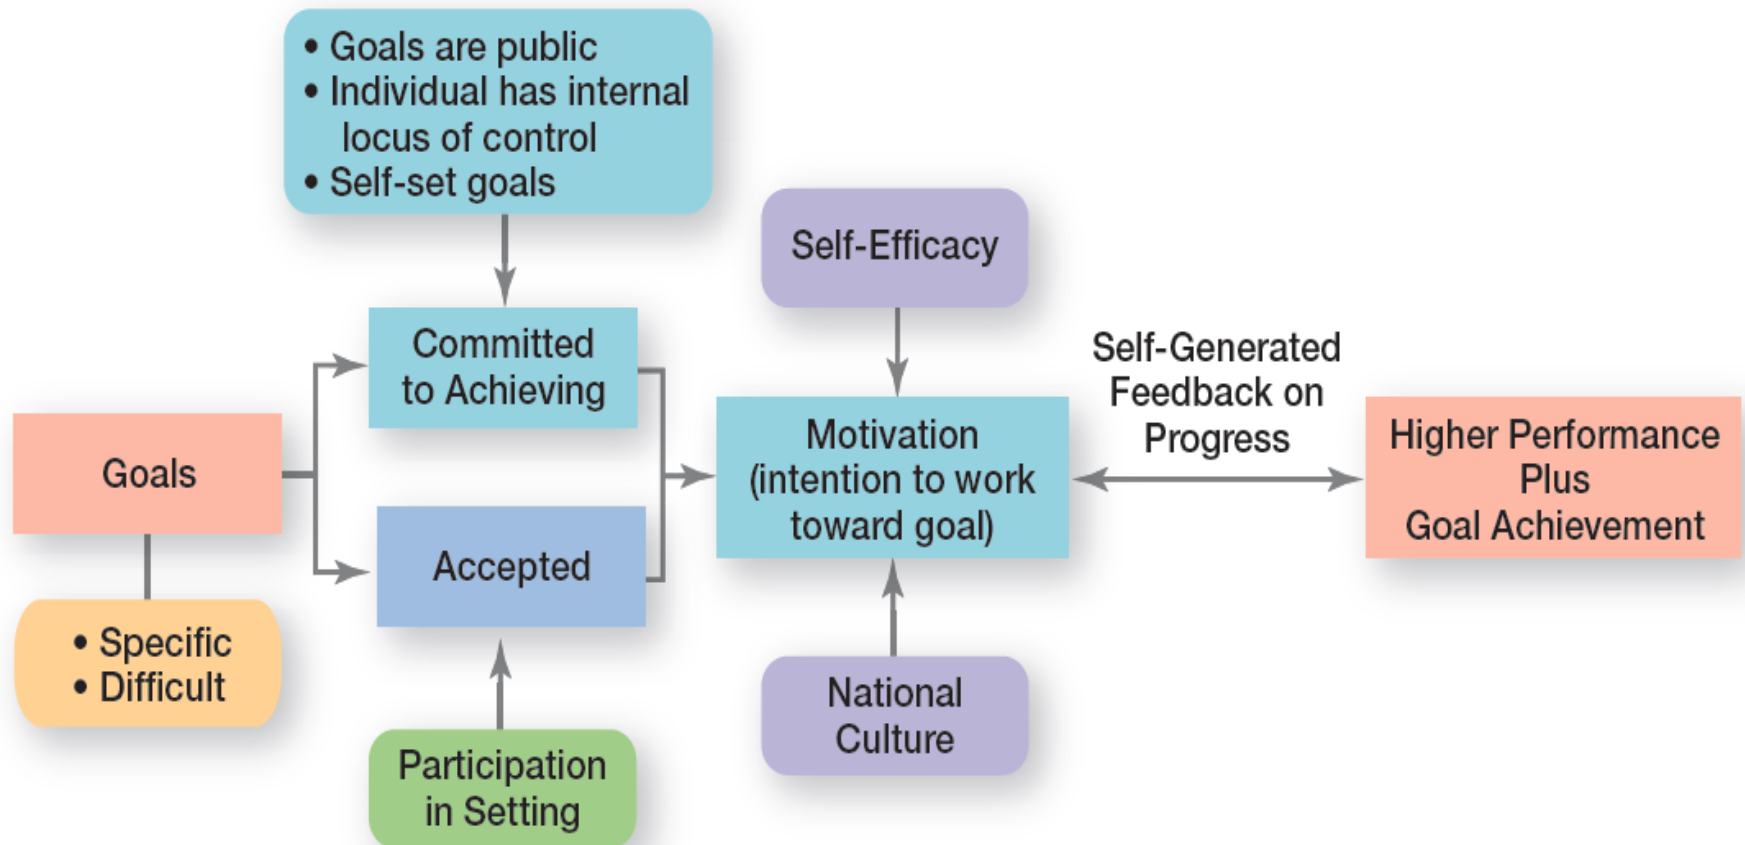 • Goals are public
• Individual has internal
locus of control
• Self-set goals
Self-Efficacy
Committed
to Achieving
Self-Generated
Feedback on
Progress
Goals
Motivation
(intention to work
toward goal)
Higher Performance
Plus
Goal Achievement
Accepted
• Specific
• Difficult
National
Culture
Participation
in Setting